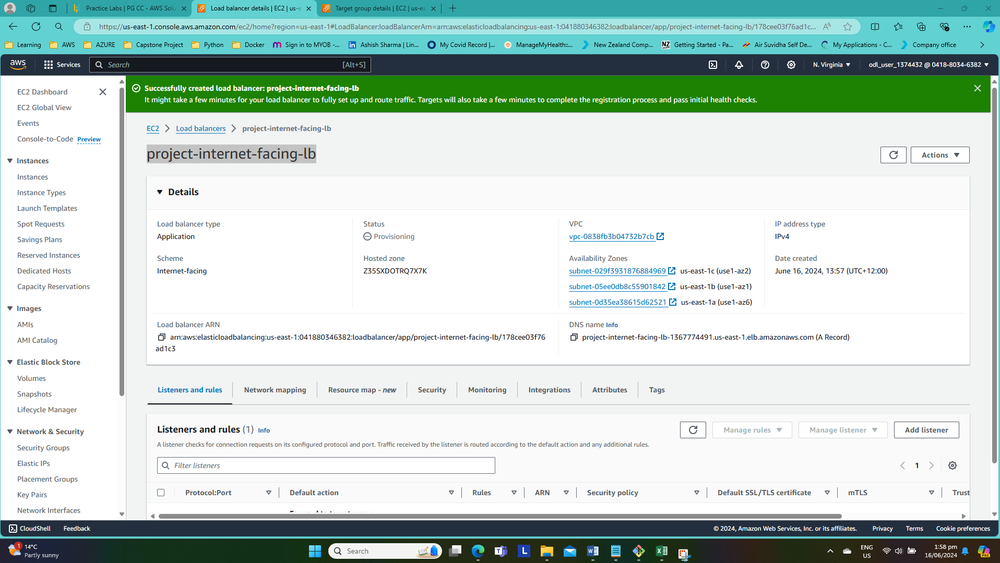 Practice Labs | PG CC - AWS Solu
Load balancer details | EC2 | us-e
Target group details | EC2 | us-ea
https://us-east-1.console.aws.amazon.com/ec2/home?region=us-east-1#LoadBalancer:loadBalancerArn=arn:aws:elasticloadbalancing:us-east-1:041880346382:loadbalancer/app/project-internet-facing-lb/178cee03f76ad1c...
Learning AWS AZURE Capstone Project Python Docker Sign in to MYOB -... Ashish Sharma | Lin... My Covid Record |... ManageMyHealth::... New Zealand Comp... NZ Getting Started - Pa... Air Suvidha Self De... My Applications - C... Company office
aws Services Search [Alt+S] N. Virginia odl_user_1374432 @ 0418-8034-6382
EC2 Dashboard
EC2 Global View
Events
Console-to-Code Preview
Instances
Instances
Instance Types
Launch Templates
Spot Requests
Savings Plans
Reserved Instances
Dedicated Hosts
Capacity Reservations
Images
AMIs
AMI Catalog
Elastic Block Store
Volumes
Snapshots
Lifecycle Manager
Network & Security
Security Groups
Elastic IPs
Placement Groups
Key Pairs
Network Interfaces
Successfully created load balancer: project-internet-facing-lb
It might take a few minutes for your load balancer to fully set up and route traffic. Targets will also take a few minutes to complete the registration process and pass initial health checks.
EC2 Load balancers project-internet-facing-lb
project-internet-facing-lb
Actions
Details
Load balancer type
Application
Status
Provisioning
VPC
vpc-0838fb3b04732b7cb
IP address type
IPv4
Scheme
Internet-facing
Hosted zone
Z35SXDOTRQ7X7K
Availability Zones
subnet-029f3931876884969 us-east-1c (use1-az2)
subnet-05ee0db8c55901842 us-east-1b (use1-az1)
subnet-0d35ea38615d62521 us-east-1a (use1-az6)
Date created
June 16, 2024, 13:57 (UTC+12:00)
Load balancer ARN
arn:aws:elasticloadbalancing:us-east-1:041880346382:loadbalancer/app/project-internet-facing-lb/178cee03f76
ad1c3
DNS name Info
project-internet-facing-lb-1367774491.us-east-1.elb.amazonaws.com (A Record)
Listeners and rules Network mapping Resource map - new Security Monitoring Integrations Attributes Tags
Listeners and rules (1) Info
Manage rules Manage listener Add listener
A listener checks for connection requests on its configured protocol and port. Traffic received by the listener is routed according to the default action and any additional rules.
Filter listeners
1
Protocol:Port Default action Rules ARN Security policy Default SSL/TLS certificate mTLS Trust
CloudShell Feedback © 2024, Amazon Web Services, Inc. or its affiliates. Privacy Terms Cookie preferences
1
14°C
Partly sunny
Search
L
ENG
US
1:58 pm
16/06/2024
PRE